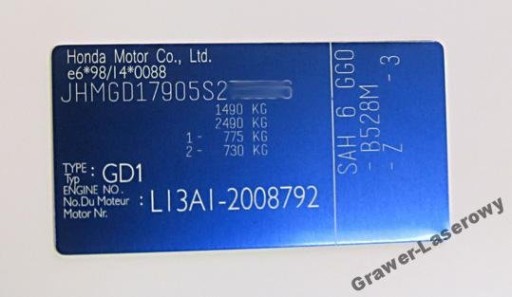 Honda Motor Co., Ltd.
e6*98/14*0088
JHMGD17905S2
1490 KG
2490 KG
1 - 775 KG
2 - 730 KG
TYPE :
Typ
GD1
ENGINE NO.
No.Du Moteur :
Motor Nr.
L13A1-2008792
SAH 6 GGO
- B528M - 3
- Z
Grawer-Laserowy